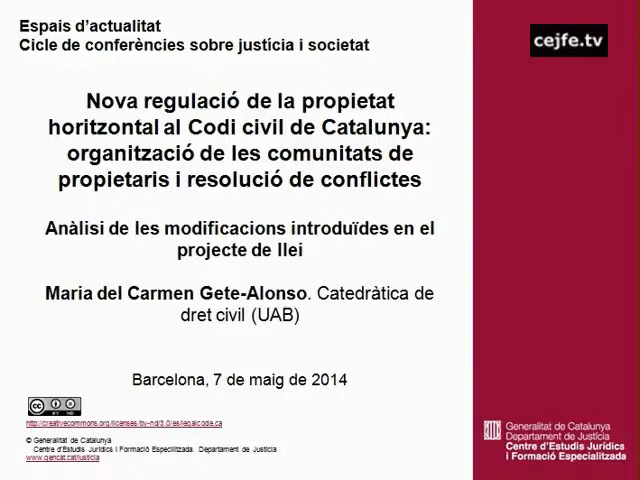 Espais d'actualitat
Cicle de conferències sobre justícia i societat
cejfe.tv
Nova regulació de la propietat
horitzontal al Codi civil de Catalunya:
organització de les comunitats de
propietaris i resolució de conflictes
Anàlisi de les modificacions introduïdes en el
projecte de llei
Maria del Carmen Gete-Alonso. Catedràtica de
dret civil (UAB)
Barcelona, 7 de maig de 2014
cc BY ND
http://creativecommons.org/licenses/by-nd/3.0/es/legalcode.ca
© Generalitat de Catalunya
Centre d'Estudis Jurídics i Formació Especialitzada. Departament de Justícia
www.gencat.cat/justicia
Generalitat de Catalunya
Departament de Justícia
Centre d'Estudis Jurídics
i Formació Especialitzada